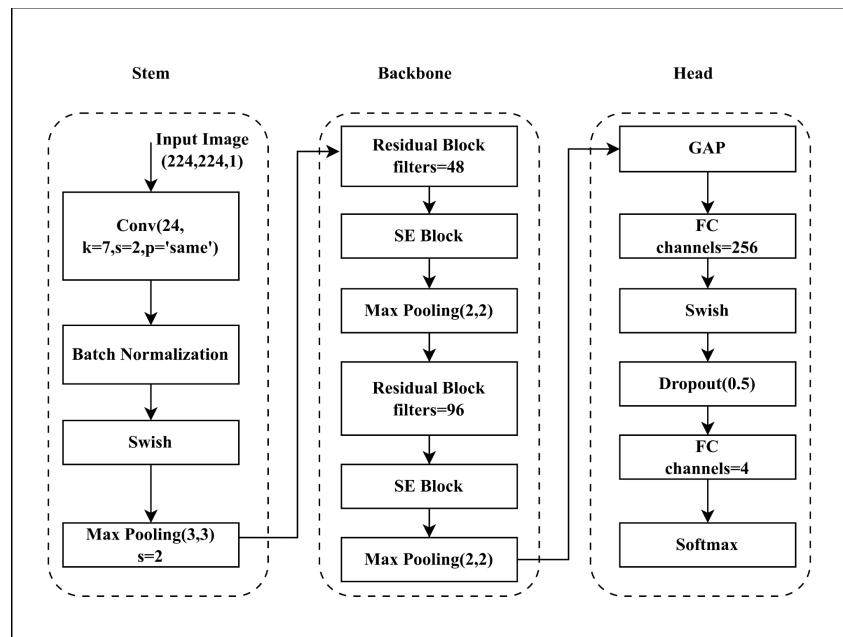 Stem
Input Image
(224,224,1)
Conv(24,
k=7,s=2,p='same')
Batch Normalization
Swish
Max Pooling(3,3)
s=2
Backbone
Residual Block
filters=48
SE Block
Max Pooling(2,2)
Residual Block
filters=96
SE Block
Max Pooling(2,2)
Head
GAP
FC
channels=256
Swish
Dropout(0.5)
FC
channels=4
Softmax